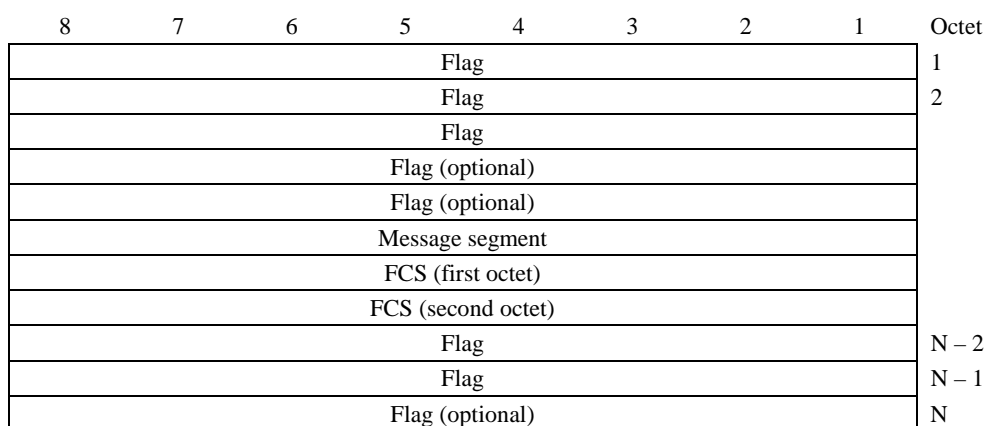 8 7 6 5 4 3 2 1 Octet
Flag 1
Flag 2
Flag
Flag (optional)
Flag (optional)
Message segment
FCS (first octet)
FCS (second octet)
Flag N – 2
Flag N – 1
Flag (optional) N